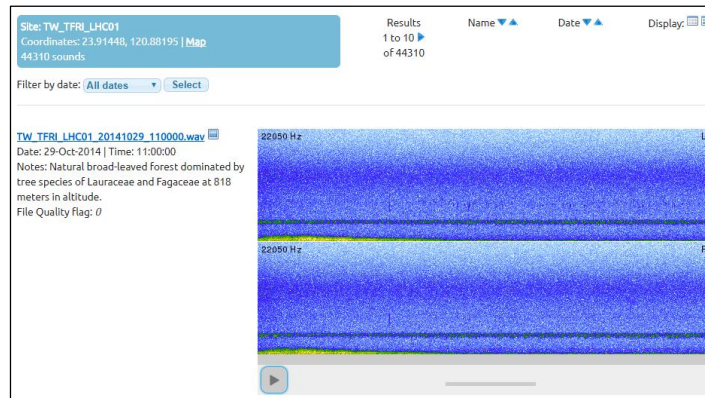 Site: TW_TFRI_LHC01
Coordinates: 23.91448, 120.88195 | Map
44310 sounds
Results
1 to 10
of 44310
Name
Date
Display:
Filter by date: All dates Select
TW_TFRI_LHC01_20141029_110000.wav
Date: 29-Oct-2014 | Time: 11:00:00
Notes: Natural broad-leaved forest dominated by
tree species of Lauraceae and Fagaceae at 818
meters in altitude.
File Quality flag: 0
22050 Hz
L
22050 Hz